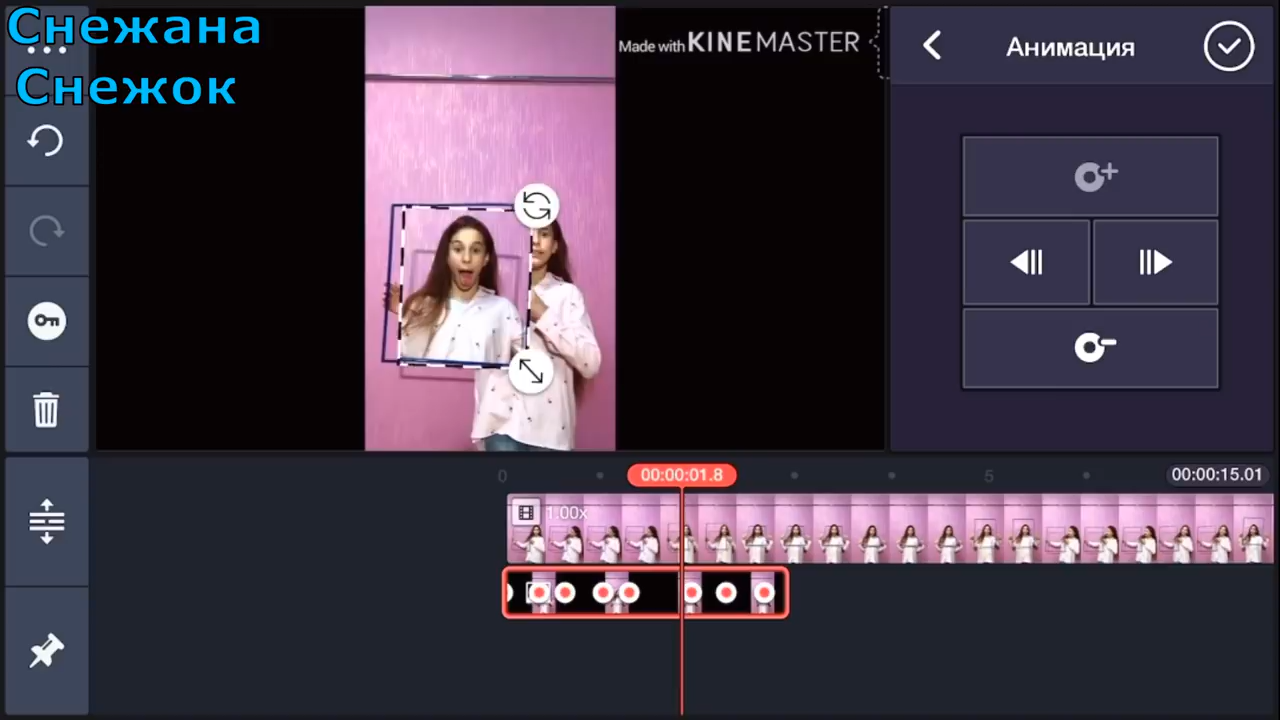 Снежана
Снежок
Made with KINEMASTER
Анимация
0
00:00:01.8
5
00:00:15.01
1.00x